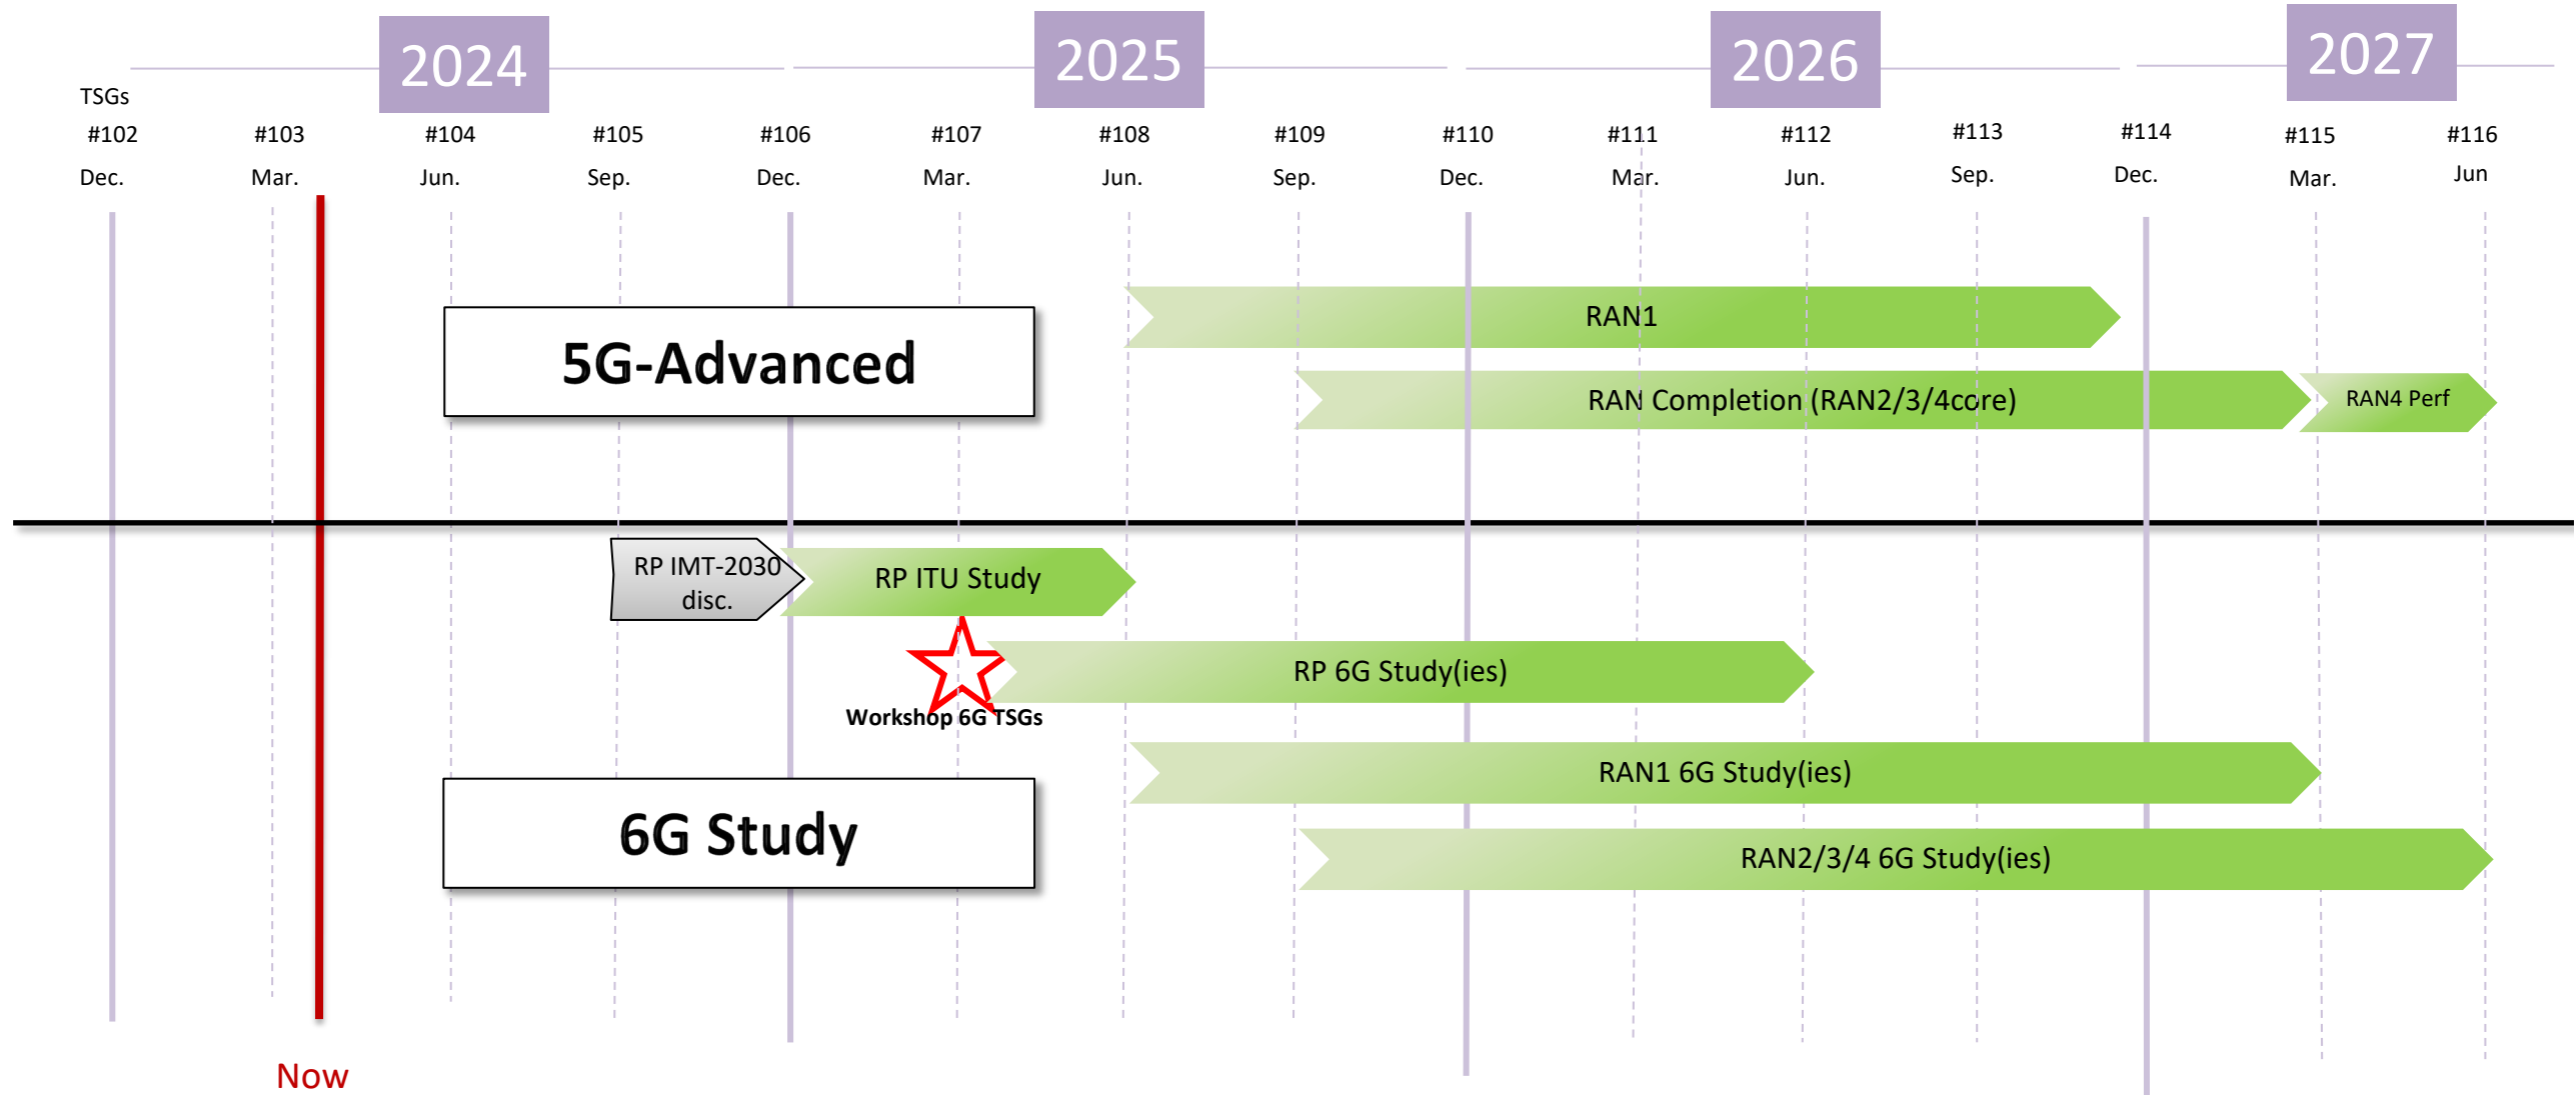 2024
2025
2026
2027
TSGs
#102 #103 #104 #105 #106 #107 #108 #109 #110 #111 #112 #113 #114 #115 #116
Dec. Mar. Jun. Sep. Dec. Mar. Jun. Sep. Dec. Mar. Jun. Sep. Dec. Mar. Jun
RAN1
5G-Advanced
RAN Completion (RAN2/3/4core)
RAN4 Perf
RP IMT-2030
disc.
RP ITU Study
RP 6G Study(ies)
Workshop 6G TSGs
RAN1 6G Study(ies)
6G Study
RAN2/3/4 6G Study(ies)
Now